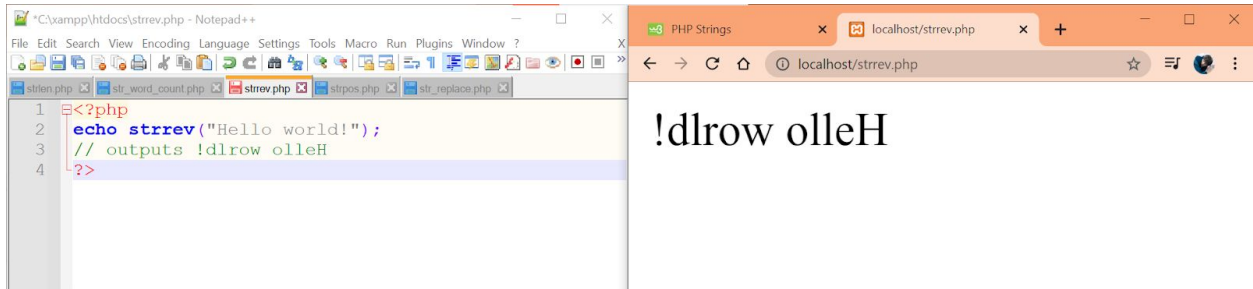 *C:\xampp\htdocs\strrev.php - Notepad++
File Edit Search View Encoding Language Settings Tools Macro Run Plugins Window ? X
strlen.php str_word_count.php strrev.php strpos.php str_replace.php
1 <?php
2 echo strrev("Hello world!");
3 // outputs !dlrow olleH
4 ?>
PHP Strings localhost/strrev.php
localhost/strrev.php
!dlrow olleH